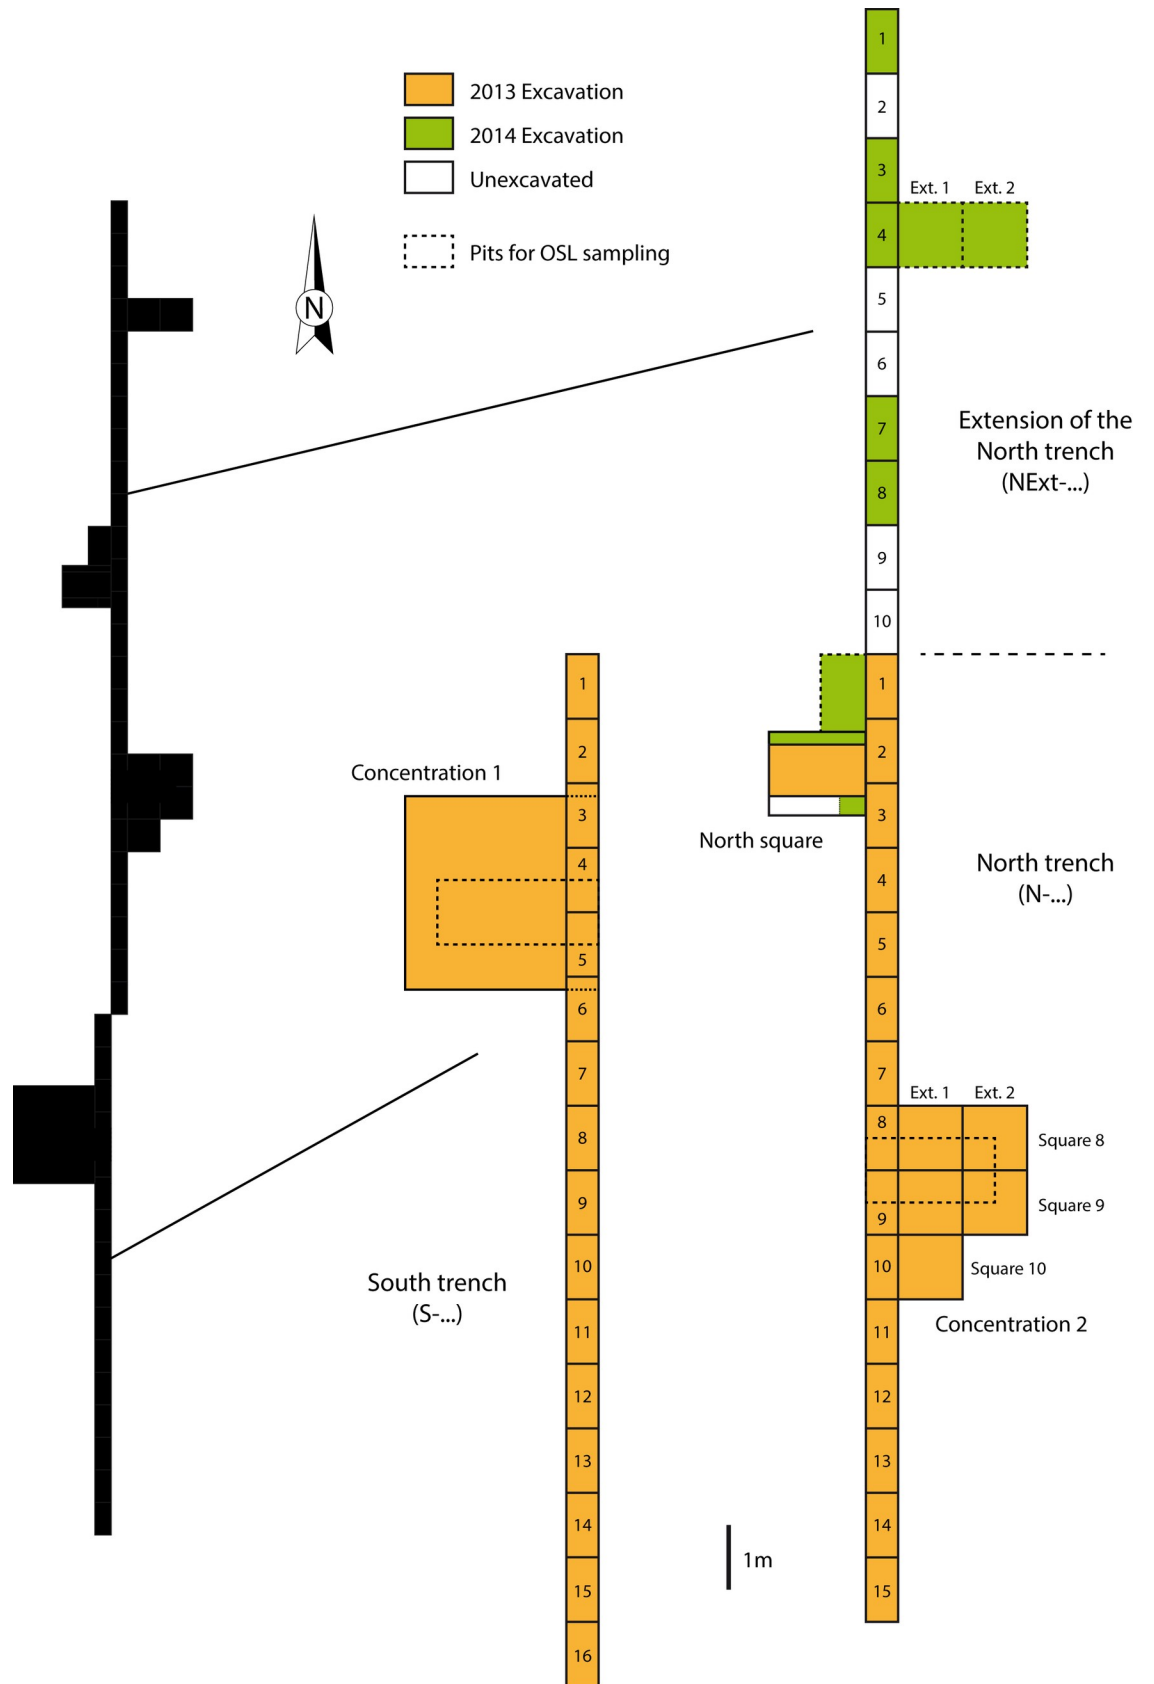 2013 Excavation
2014 Excavation
Unexcavated
Pits for OSL sampling
N
1
2
3
Ext. 1 Ext. 2
4
5
6
7
8
9
10
Extension of the
North trench
(NExt-...)
1
2
3
4
5
6
7
8
9
10
11
12
13
14
15
North square
North trench
(N-...)
Ext. 1 Ext. 2
Square 8
Square 9
Square 10
Concentration 2
Concentration 1
1
2
3
4
5
6
7
8
9
10
11
12
13
14
15
16
South trench
(S-...)
1m